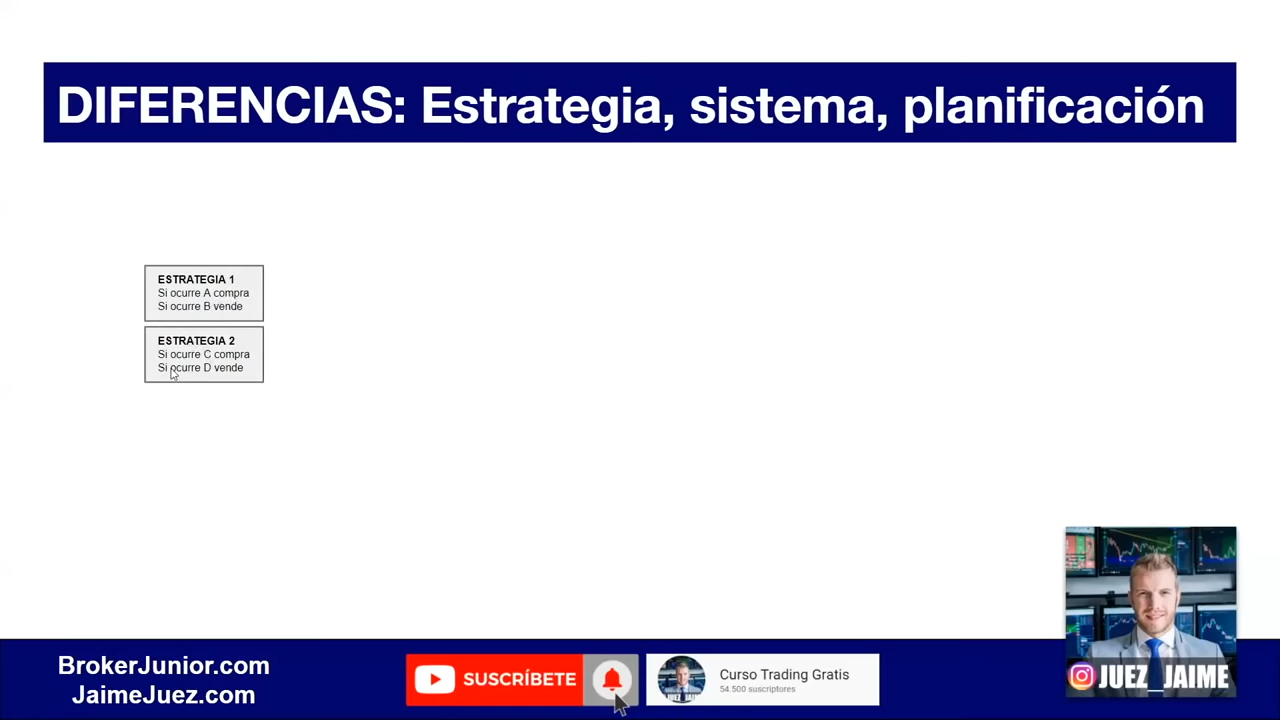 DIFERENCIAS: Estrategia, sistema, planificación
ESTRATEGIA 1
Si ocurre A compra
Si ocurre B vende
ESTRATEGIA 2
Si ocurre C compra
Si ocurre D vende
BrokerJunior.com
JaimeJuez.com
SUSCRÍBETE
Curso Trading Gratis
54.500 suscriptores
JUEZ_JAIME